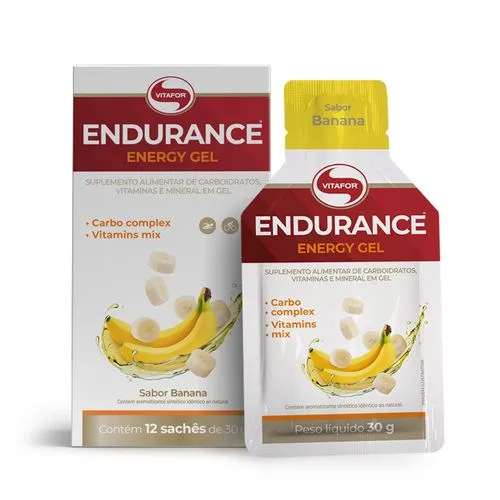 VITAFOR
ENDURANCE
ENERGY GEL
SUPLEMENTO ALIMENTAR DE CARBOIDRATOS,
VITAMINAS E MINERAL EM GEL
• Carbo complex
• Vitamins mix
Sabor Banana
Contém aromatizante sintético idêntico ao natural.
Contém 12 sachês de 30 g
Sabor
Banana
VITAFOR
ENDURANCE
ENERGY GEL
SUPLEMENTO ALIMENTAR DE CARBOIDRATOS,
VITAMINAS E MINERAL EM GEL
• Carbo
• complex
• Vitamins
• mix
Sabor Banana
Contém aromatizante sintético idêntico ao natural.
Peso líquido 30 g